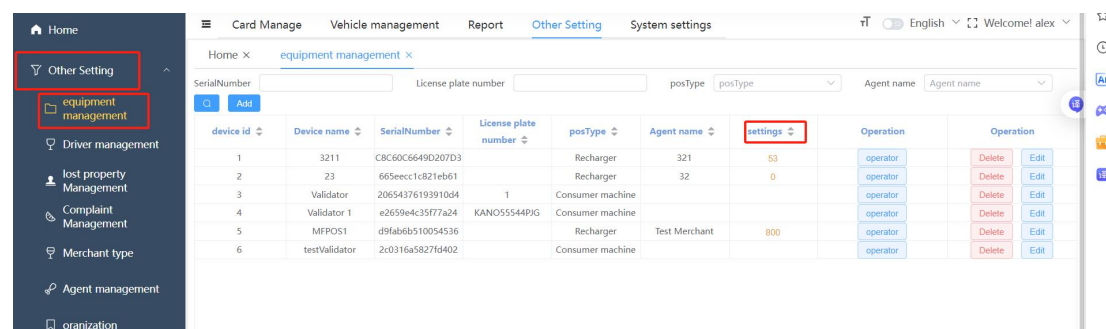 Home
Card Manage Vehicle management Report Other Setting System settings
тT English Welcome! alex
Home × equipment management ×
Other Setting
equipment
management
Driver management
lost property
Management
Complaint
Management
Merchant type
Agent management
oranization
SerialNumber License plate number posType posType Agent name Agent name
Add
device id Device name SerialNumber License plate number posType Agent name settings Operation Operation
1 3211 C8C60C6649D207D3 Recharger 321 53 operator Delete Edit
2 23 665eecc1c821eb61 Recharger 32 0 operator Delete Edit
3 Validator 20654376193910d4 1 Consumer machine operator Delete Edit
4 Validator 1 e2659e4c35f77a24 KANO55544PJG Consumer machine operator Delete Edit
5 MFPOS1 d9fab6b510054536 Recharger Test Merchant 800 operator Delete Edit
6 testValidator 2c0316a5827fd402 Consumer machine operator Delete Edit